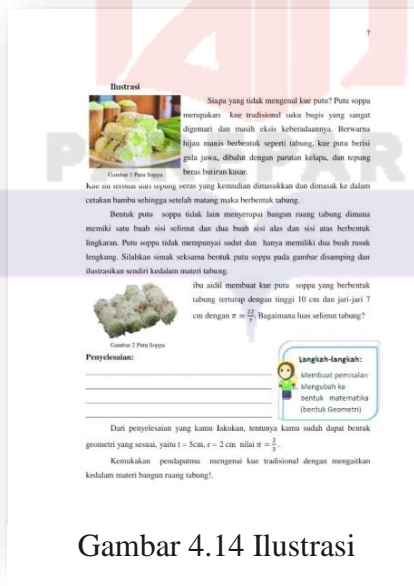 7
Ilustrasi
Siapa yang tidak mengenal kue putu? Putu soppa
merupakan kue tradisional suku bugis yang sangat
digemari dan masih eksis keberadaannya. Berwarna
hijau manis berbentuk seperti tabung, kue putu berisi
gula jawa, dibalut dengan parutan kelapa, dan tepung
beras butiran kasar.
Gambar 1 Putu Soppa
Kue ini terbuat dari tepung beras yang kemudian dimasukkan dan dimasak ke dalam
cetakan bambu sehingga setelah matang maka berbentuk tabung.
Bentuk putu soppa tidak lain menyerupai bangun ruang tabung dimana
memiki satu buah sisi selimut dan dua buah sisi alas dan sisi atas berbentuk
lingkaran. Putu soppa tidak mempunyai sudut dan hanya memiliki dua buah rusuk
lengkung. Silahkan simak seksama bentuk putu soppa pada gambar disamping dan
ilustrasikan sendiri kedalam materi tabung.
ibu aidil membuat kue putu soppa yang berbentuk
tabung tertutup dengan tinggi 10 cm dan jari-jari 7
cm dengan π = 22/7. Bagaimana luas selimut tabung?
Gambar 2 Putu Soppa
Penyelesaian:
Langkah-langkah:
Membuat pemisalan
Mengubah ke
bentuk matematika
(bentuk Geometri)
Dari penyelesaian yang kamu lakukan, tentunya kamu sudah dapat bentuk
geometri yang sesuai, yaitu t = 5cm, r = 2 cm nilai π =
Kemukakan pendapatmu mengenai kue tradisional dengan mengaitkan
kedalam materi bangun ruang tabung!.
Gambar 4.14 Ilustrasi